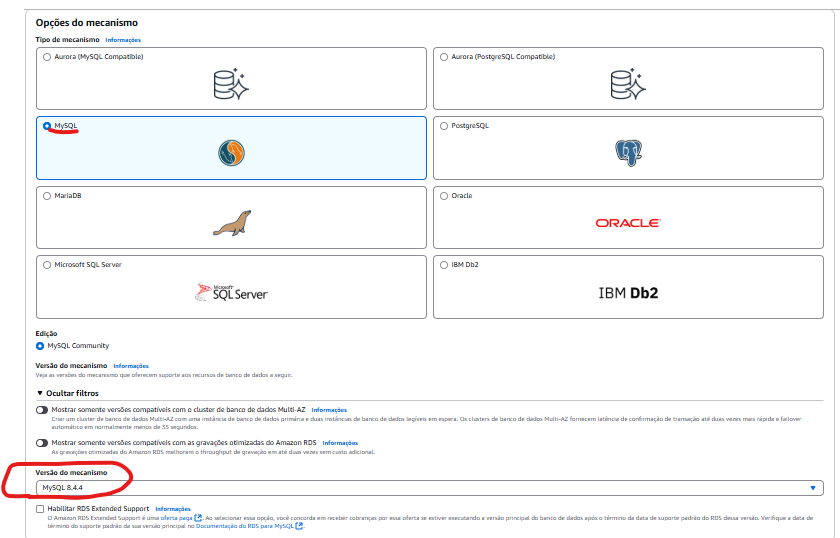 Opções do mecanismo
Tipo de mecanismo Informações
Aurora (MySQL Compatible)
Aurora (PostgreSQL Compatible)
MySQL
PostgreSQL
MariaDB
Oracle
ORACLE
Microsoft SQL Server
Microsoft
SQL Server
IBM Db2
IBM Db2
Edição
MySQL Community
Versão do mecanismo Informações
Veja as versões do mecanismo que oferecem suporte aos recursos de banco de dados a seguir.
Ocultar filtros
Mostrar somente versões compatíveis com o cluster de banco de dados Multi-AZ Informações
Criar um cluster de banco de dados Multi-AZ com uma instância de banco de dados primária e duas instâncias de banco de dados legíveis em espera. Os clusters de banco de dados Multi-AZ fornecem latência de confirmação de transação até duas vezes mais rápida e failover
automático em normalmente menos de 35 segundos.
Mostrar somente versões compatíveis com as gravações otimizadas do Amazon RDS Informações
As gravações otimizadas do Amazon RDS melhoram o throughput de gravação em até duas vezes sem custo adicional.
Versão do mecanismo
MySQL 8.4.4
Habilitar RDS Extended Support Informações
O Amazon RDS Extended Support é uma oferta paga. Ao selecionar essa opção, você concorda em receber cobranças por essa oferta se estiver executando a versão principal do banco de dados após o término da data de suporte padrão do RDS dessa versão. Verifique a data de
término do suporte padrão da sua versão principal no Documentação do RDS para MySQL.